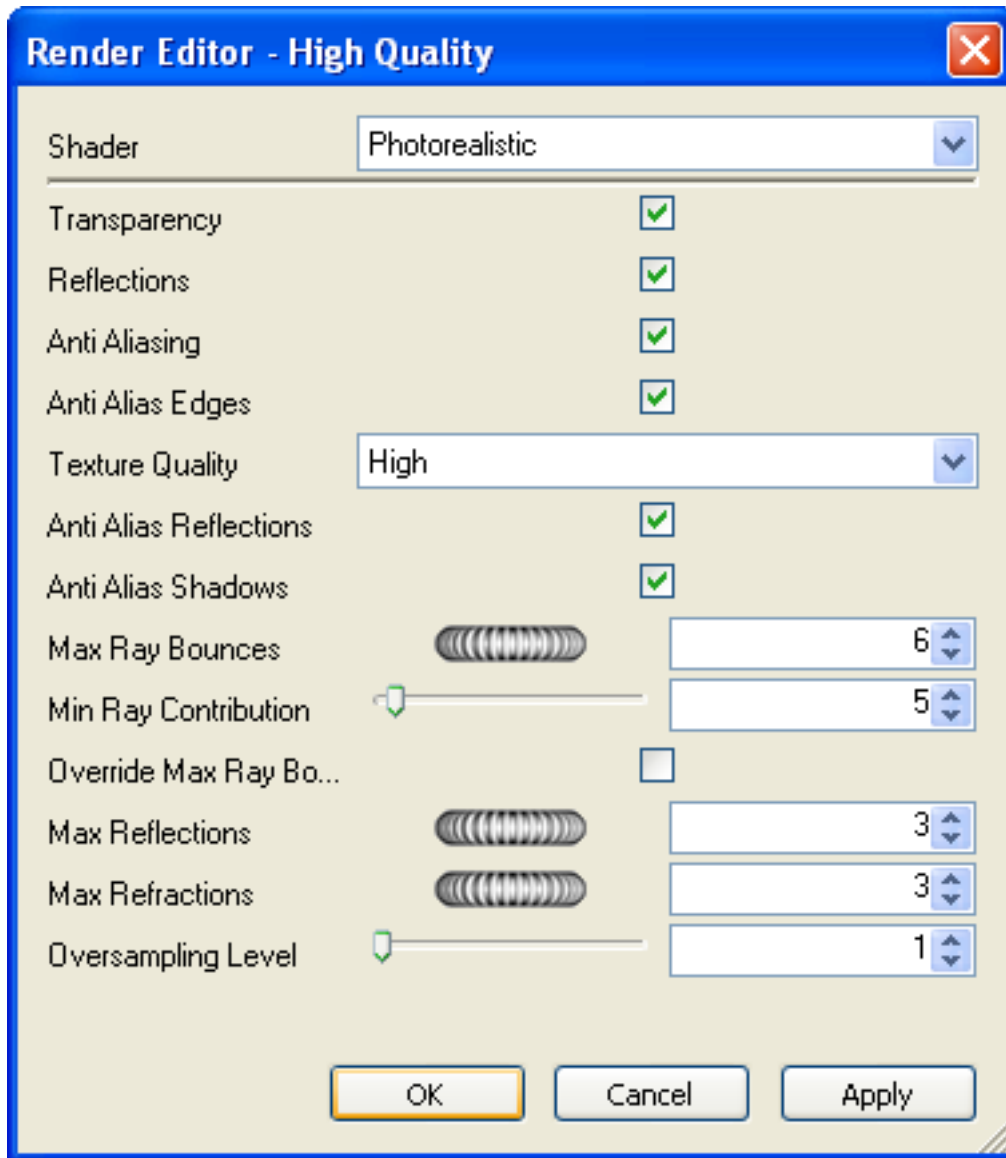 Render Editor - High Quality
Shader Photorealistic
Transparency
Reflections
Anti Aliasing
Anti Alias Edges
Texture Quality High
Anti Alias Reflections
Anti Alias Shadows
Max Ray Bounces 6
Min Ray Contribution 5
Override Max Ray Bo...
Max Reflections 3
Max Refractions 3
Oversampling Level 1
OK Cancel Apply